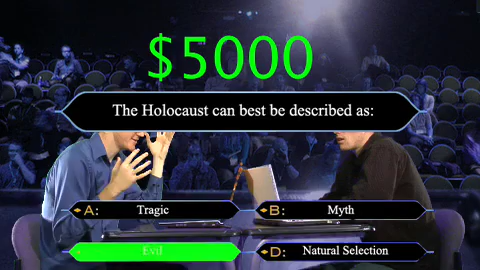 $5000
The Holocaust can best be described as:
A: Tragic
B: Myth
Evil
D: Natural Selection